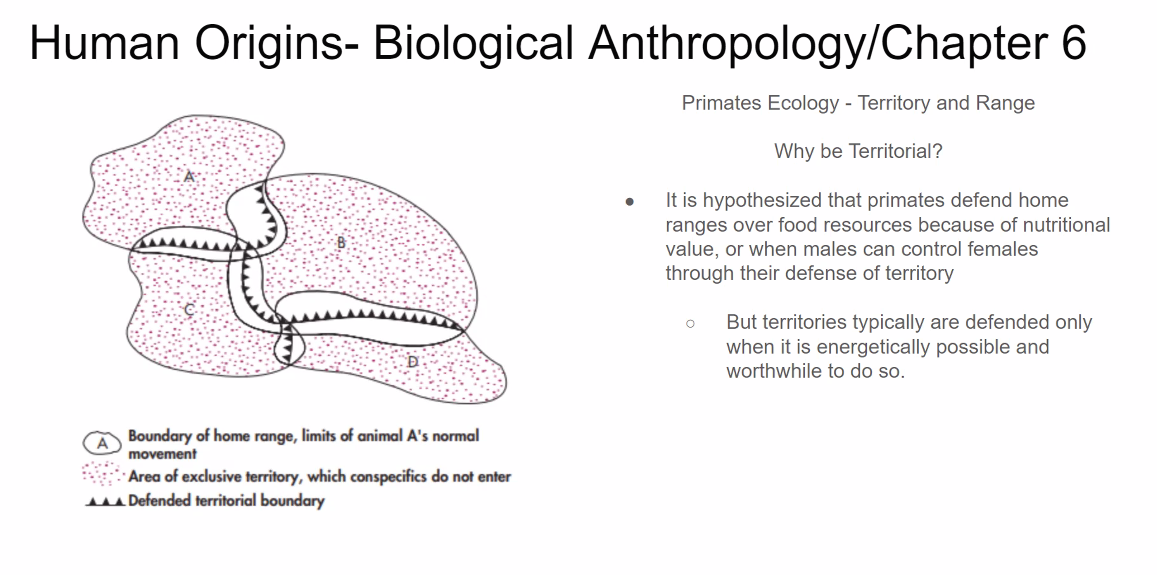 Human Origins- Biological Anthropology/Chapter 6
Primates Ecology - Territory and Range
Why be Territorial?
● It is hypothesized that primates defend home
ranges over food resources because of nutritional
value, or when males can control females
through their defense of territory
○ But territories typically are defended only
when it is energetically possible and
worthwhile to do so.
A
B
C
D
A Boundary of home range, limits of animal A's normal
movement
Area of exclusive territory, which conspecifics do not enter
Defended territorial boundary